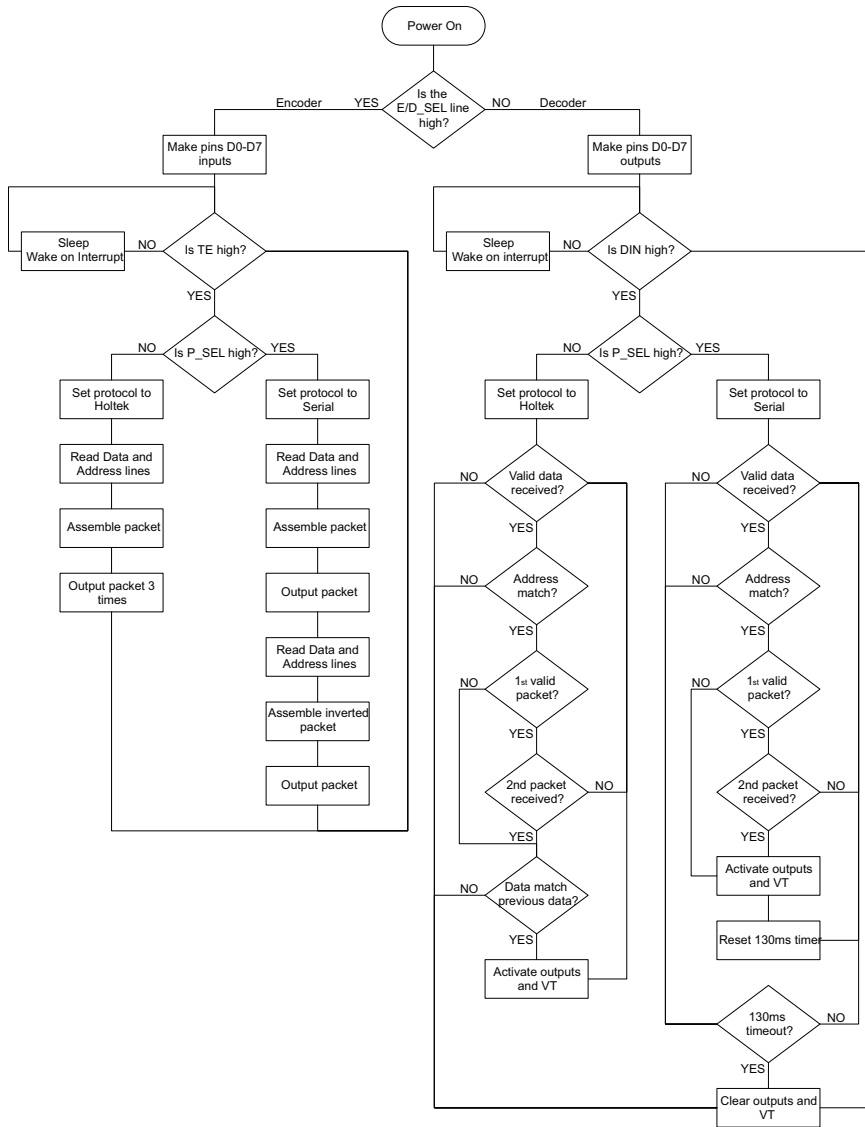 Power On
Is the
E/D_SEL line
high?
Encoder
YES
NO
Decoder
Make pins D0-D7
inputs
Sleep
Wake on Interrupt
NO
Is TE high?
YES
NO
Is P_SEL high?
YES
Set protocol to
Holtek
Read Data and
Address lines
Assemble packet
Output packet 3
times
Set protocol to
Serial
Read Data and
Address lines
Assemble packet
Output packet
Read Data and
Address lines
Assemble inverted
packet
Output packet
Make pins D0-D7
outputs
Sleep
Wake on interrupt
NO
Is DIN high?
YES
NO
Is P_SEL high?
YES
Set protocol to
Holtek
NO
Valid data
received?
YES
NO
Address
match?
YES
NO
1st valid
packet?
YES
2nd packet
received?
NO
YES
NO
Data match
previous data?
YES
Activate outputs
and VT
Set protocol to
Serial
NO
Valid data
received?
YES
NO
Address
match?
YES
NO
1st valid
packet?
YES
2nd packet
received?
NO
YES
Activate outputs
and VT
Reset 130ms timer
130ms
timeout?
NO
YES
Clear outputs and
VT